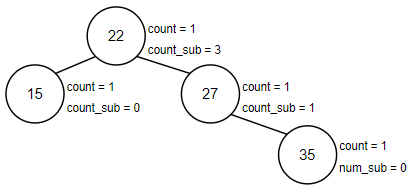 22
count = 1
count_sub = 3
15
count = 1
count_sub = 0
27
count = 1
count_sub = 1
35
count = 1
num_sub = 0